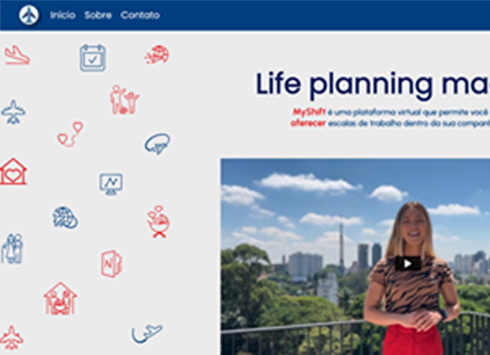 Início Sobre Contato
Life planning ma
MyShift é uma plataforma virtual que permite você
oferecer escalas de trabalho dentro da sua compan